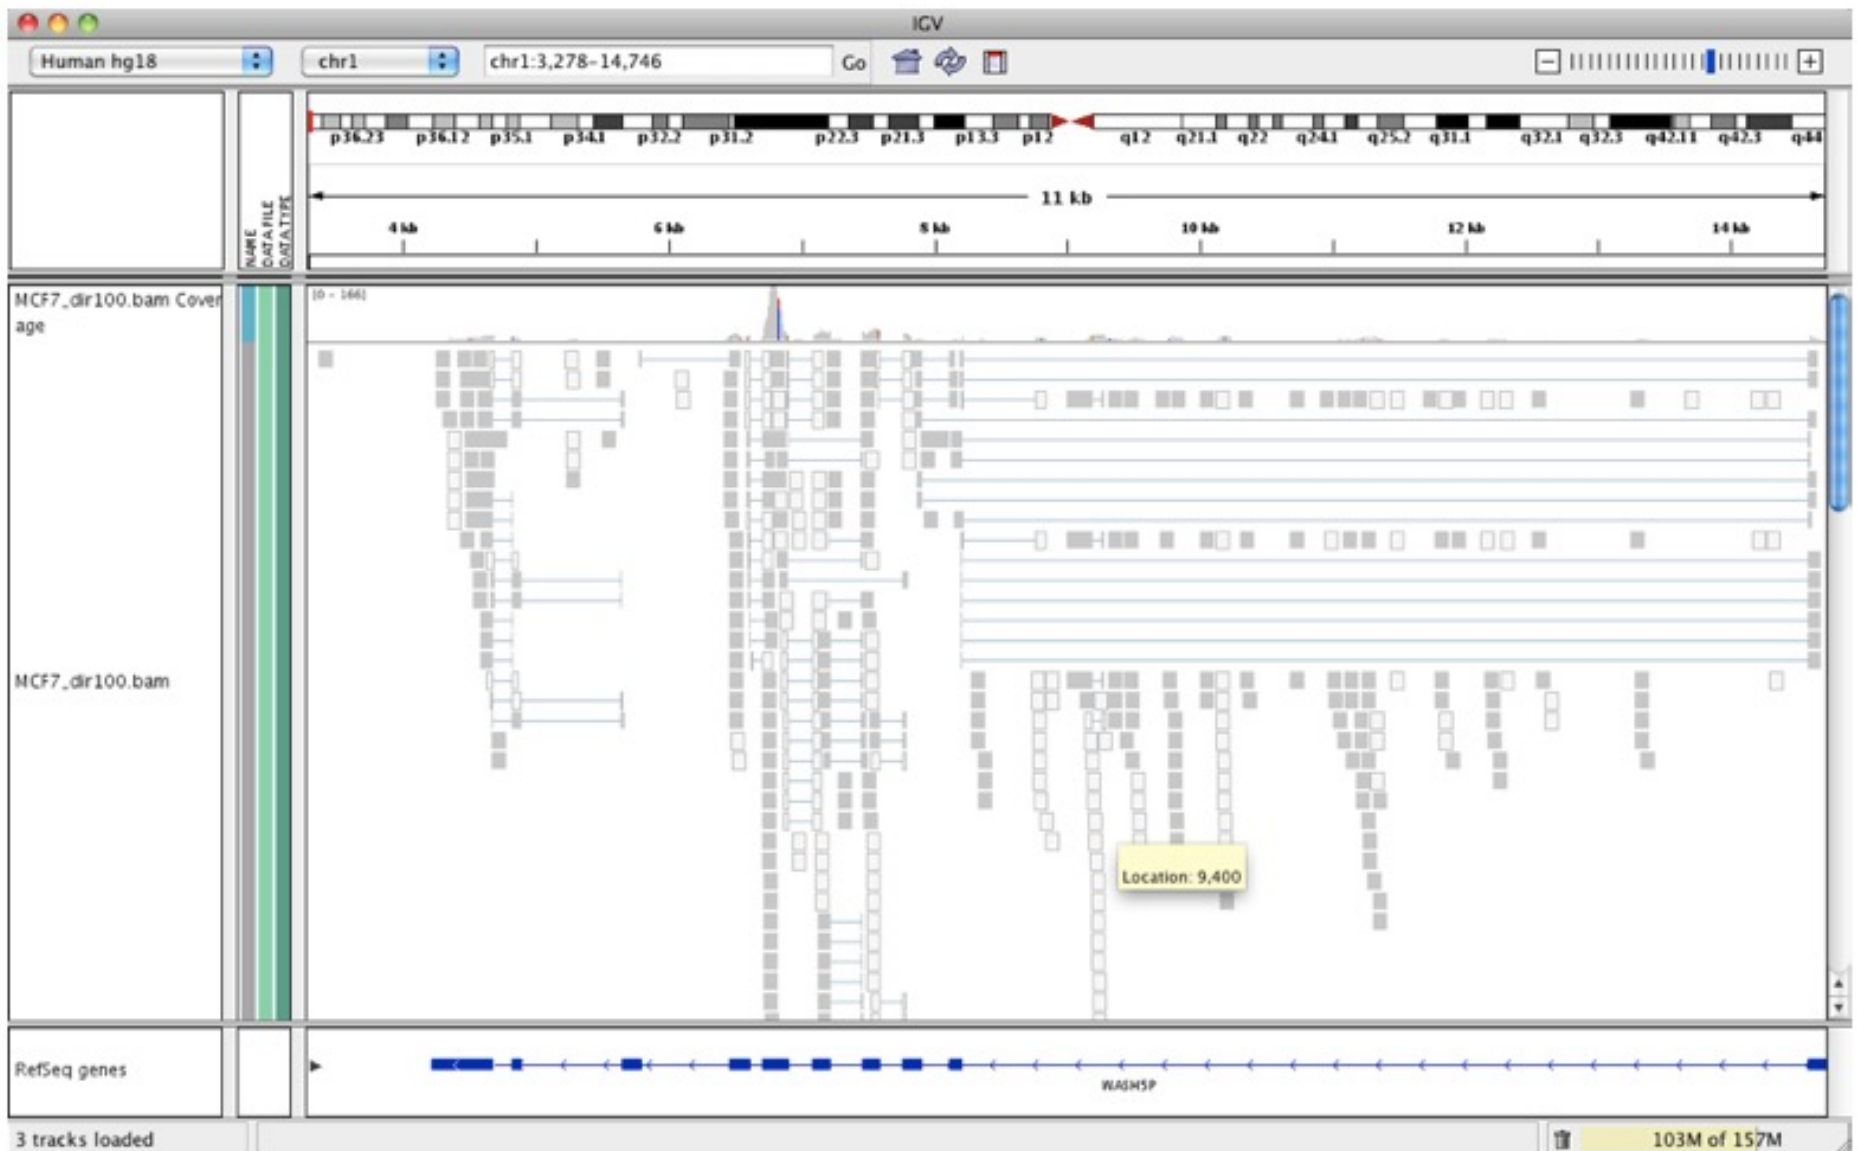 IGV
Human hg18 chr1 chr1:3,278-14,746 Go
p36.23 p36.12 p35.1 p34.1 p32.2 p31.2 p22.3 p21.3 p13.3 p12 q12 q21.1 q22 q24.1 q25.2 q31.1 q32.1 q32.3 q42.11 q42.3 q44
11 kb
4 kb 6 kb 8 kb 10 kb 12 kb 14 kb
NAME
DATA FILE
DATA TYPE
MCF7_dir100.bam Cover
age
[0 - 166]
MCF7_dir100.bam
Location: 9,400
RefSeq genes
WASH5P
3 tracks loaded 103M of 157M